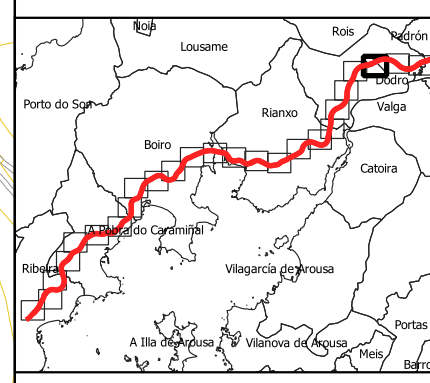 Noia
Rois
Padrón
Lousame
Dodro
Porto do Son
Valga
Rianxo
Boiro
Catoira
A Pobra do Caramiñal
Ribeira
Vilagarcía de Arousa
Portas
A Illa de Arousa
Vilanova de Arousa
Meis
Barro